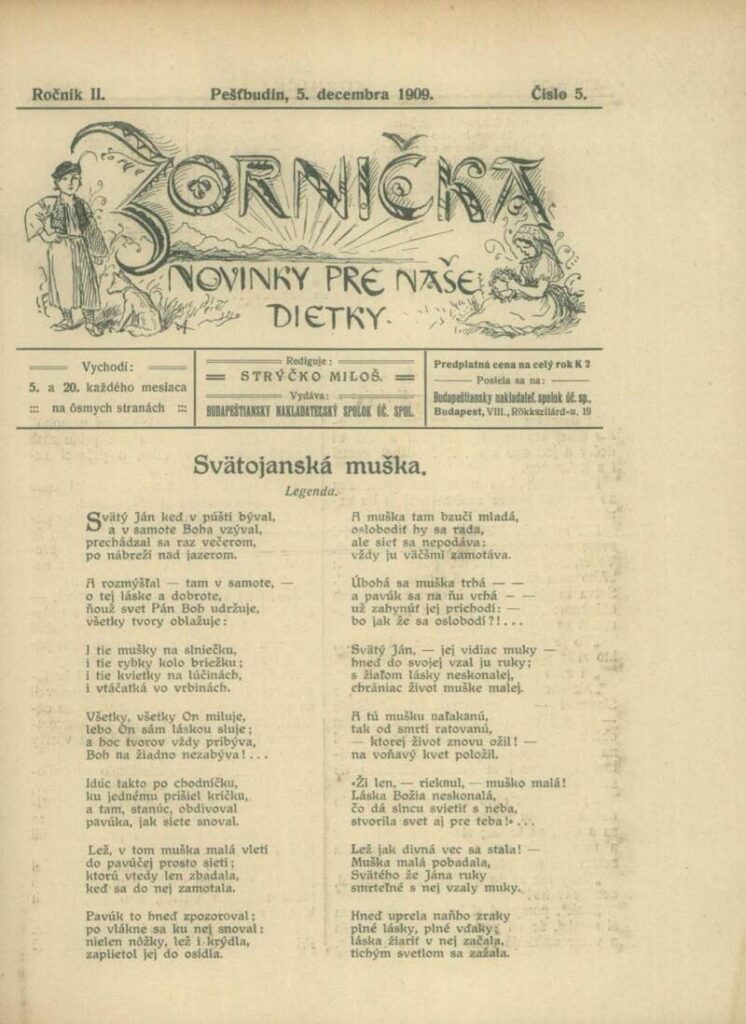 Ročník II.
Pešťbudín, 5. decembra 1909.
Číslo 5.
ZORNIČKA
NOVINKY PRE NAŠE
DIETKY.
Vychodí:
5. a 20. každého mesiaca
::: na ôsmych stranách :::
Rediguje:
STRÝČKO MILOŠ.
Vydáva:
BUDAPEŠTIANSKY NAKLADATEĽSKÝ SPOLOK ÚČ. SPOL.
Predplatná cena na celý rok K 2
Posiela sa na:
Budapeštiansky nakladateľ. spolok úč. sp.,
Budapest, VIII., Rökkszilárd-u. 19
Svätojanská muška.
Legenda.
Svätý Ján keď v púšti býval,
a v samote Boha vzýval,
prechádzal sa raz večerom,
po nábreží nad jazerom.
A rozmýšľal — tam v samote, —
o tej láske a dobrote,
ňouž svet Pán Boh udržuje,
všetky tvory oblažuje:
I tie mušky na slniečku,
i tie rybky kolo briežku;
i tie kvietky na lúčinách,
i vtáčatká vo vrbinách.
Všetky, všetky On miluje,
lebo On sám láskou sluje;
a hoc tvorov vždy pribýva,
Boh na žiadno nezabýva! . . .
Idúc takto po chodníčku,
ku jednému prišiel kríčku,
a tam, stanúc, obdivoval
pavúka, jak siete snoval.
Lež, v tom muška malá vletí
do pavúčej prosto sieti;
ktorú vtedy len zbadala,
keď sa do nej zamotala.
Pavúk to hneď zpozoroval;
po vlákne sa ku nej snoval:
nielen nôžky, lež i krýdla,
zaplietol jej do osídla.
A muška tam bzučí mladá,
oslobodiť by sa rada,
ale sieť sa nepodáva:
vždy ju väčšmi zamotáva.
Úbohá sa muška trhá — —
a pavúk sa na ňu vrhá — —
už zahynúť jej prichodí: —
bo jak že sa oslobodí?!. . .
Svätý Ján, — jej vidiac muky —
hneď do svojej vzal ju ruky;
s žiaľom lásky neskonalej,
chrániac život muške malej.
A tú mušku naľakanú,
tak od smrti ratovanú,
— ktorej život znovu ožil! —
na voňavý kvet položil.
»Ži len, — rieknul, — muško malá!
Láska Božia neskonalá,
čo dá slncu svietiť s neba,
stvorila svet aj pre teba!« . . .
Lež jak divná vec sa stala! —
Muška malá pobadala,
Svätého že Jána ruky
smrteľné s nej vzaly muky.
Hneď uprela naňho zraky
plné lásky, plné vďaky;
láska žiariť v nej začala,
tichým svetlom sa zažala.